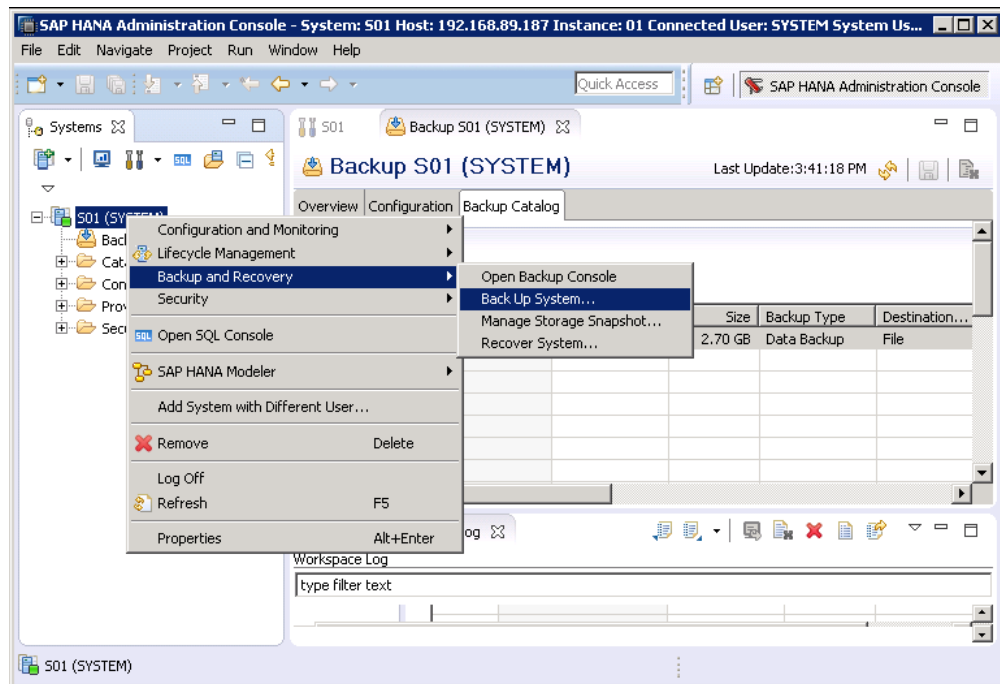 SAP HANA Administration Console - System: S01 Host: 192.168.89.187 Instance: 01 Connected User: SYSTEM System Us...
File Edit Navigate Project Run Window Help
Quick Access
SAP HANA Administration Console
Systems
S01
Backup S01 (SYSTEM)
Backup S01 (SYSTEM)
Last Update:3:41:18 PM
Overview
Configuration
Backup Catalog
S01 (SYSTEM)
Configuration and Monitoring
Lifecycle Management
Backup and Recovery
Security
SQL Open SQL Console
SAP HANA Modeler
Add System with Different User...
Remove Delete
Log Off
Refresh F5
Properties Alt+Enter
Open Backup Console
Back Up System...
Manage Storage Snapshot...
Recover System...
Size Backup Type Destination...
2.70 GB Data Backup File
Workspace Log
type filter text
S01 (SYSTEM)